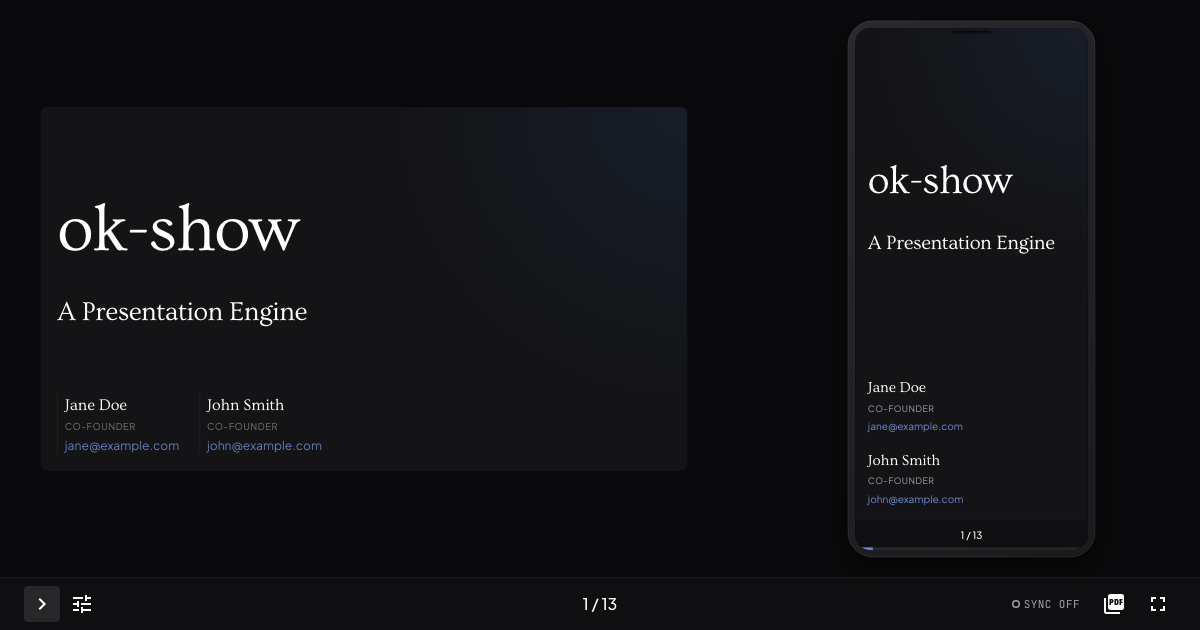 ok-show
A Presentation Engine
Jane Doe
CO-FOUNDER
jane@example.com
John Smith
CO-FOUNDER
john@example.com
ok-show
A Presentation Engine
Jane Doe
CO-FOUNDER
jane@example.com
John Smith
CO-FOUNDER
john@example.com
1 / 13
1 / 13
SYNC OFF
PDF